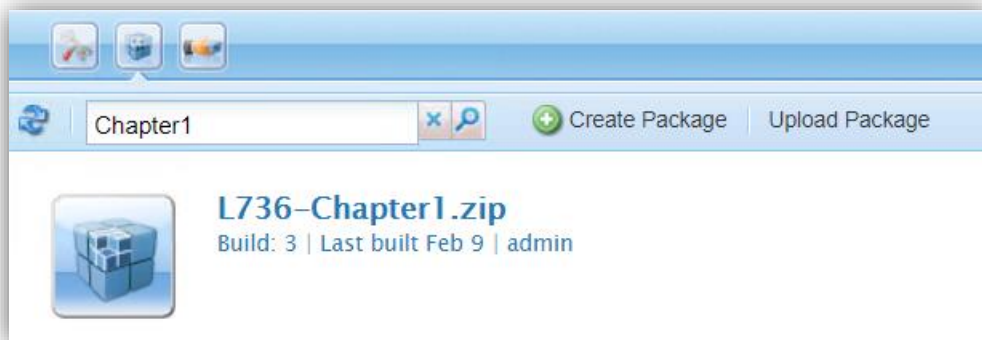 Chapter1
Create Package
Upload Package
L736-Chapter1.zip
Build: 3 | Last built Feb 9 | admin